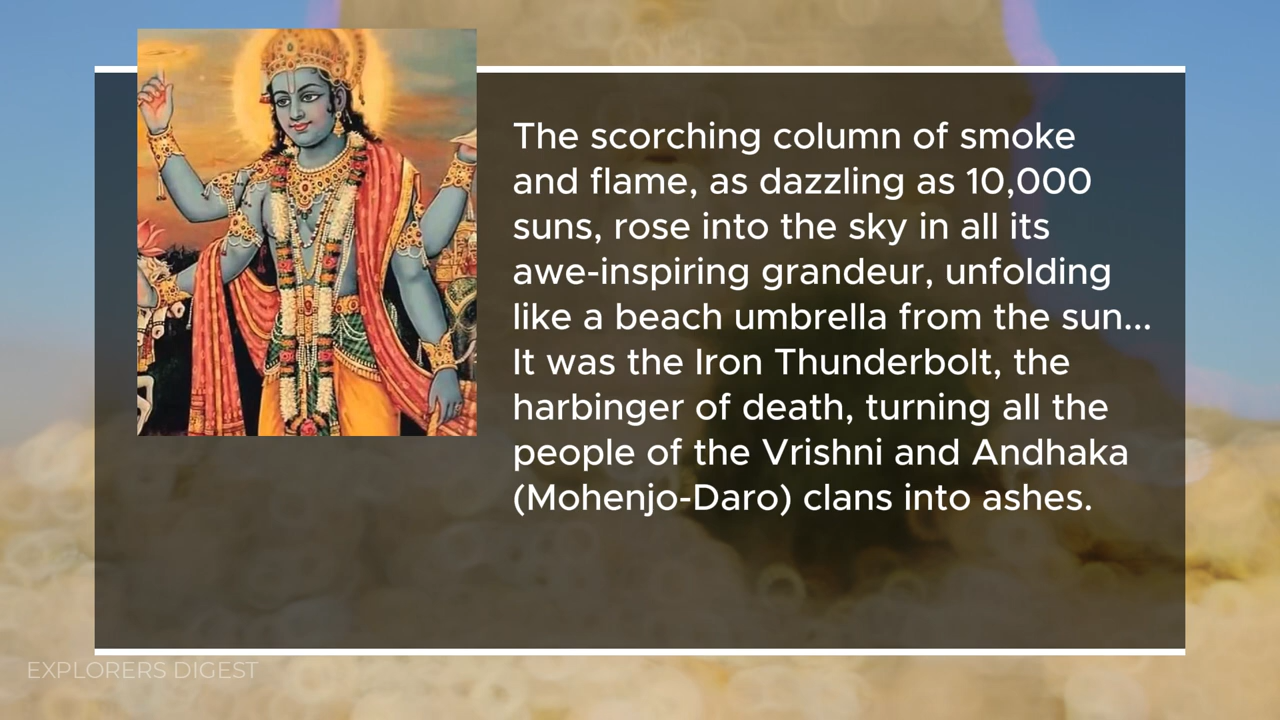 The scorching column of smoke
and flame, as dazzling as 10,000
suns, rose into the sky in all its
awe-inspiring grandeur, unfolding
like a beach umbrella from the sun...
It was the Iron Thunderbolt, the
harbinger of death, turning all the
people of the Vrishni and Andhaka
(Mohenjo-Daro) clans into ashes.
EXPLORERS DIGEST